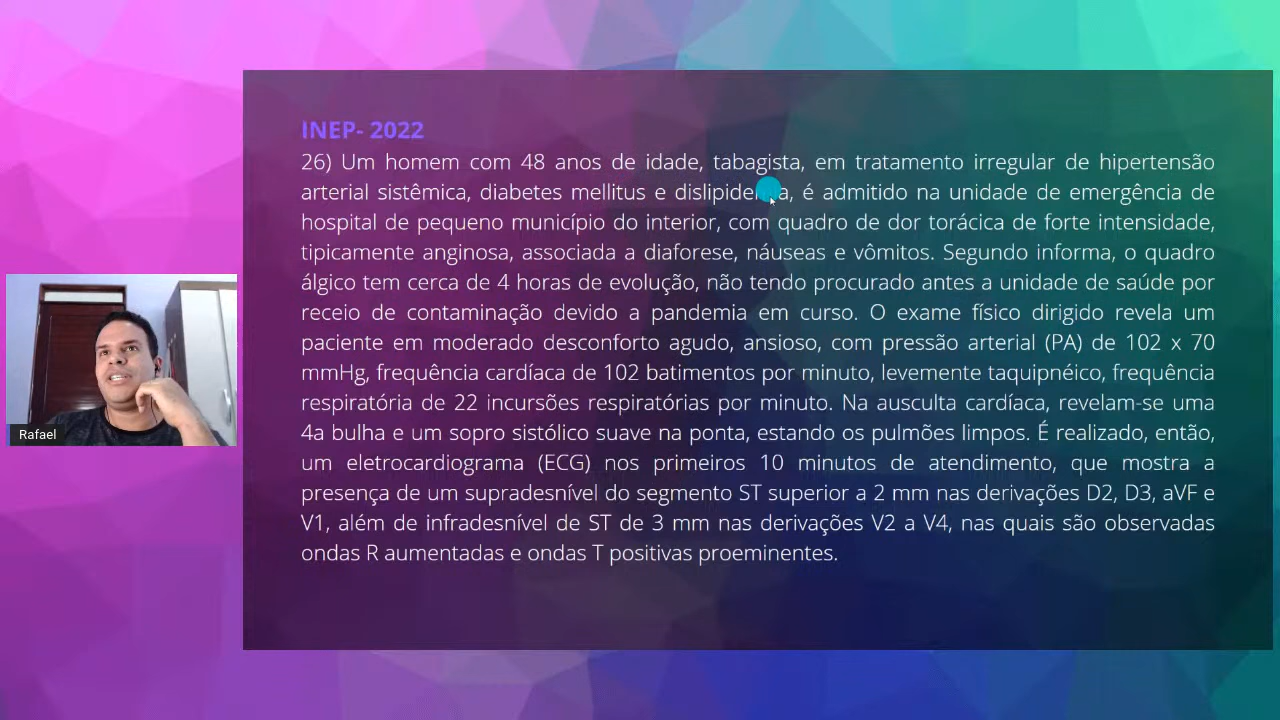 INEP- 2022
26) Um homem com 48 anos de idade, tabagista, em tratamento irregular de hipertensão
arterial sistêmica, diabetes mellitus e é admitido na unidade de emergência de
hospital de pequeno município do interior, com quadro de dor torácica de forte intensidade,
tipicamente anginosa, associada a diaforese, náuseas e vômitos. Segundo informa, o quadro
álgico tem cerca de 4 horas de evolução, não tendo procurado antes a unidade de saúde por
receio de contaminação devido a pandemia em curso. O exame físico dirigido revela um
paciente em moderado desconforto agudo, ansioso, com pressão arterial (PA) de 102 x 70
mmHg, frequência cardíaca de 102 batimentos por minuto, levemente taquipnéico, frequência
respiratória de 22 incursões respiratórias por minuto. Na ausculta cardíaca, revelam-se uma
4a bulha e um sopro sistólico suave na ponta, estando os pulmões limpos. É realizado, então,
um eletrocardiograma (ECG) nos primeiros 10 minutos de atendimento, que mostra a
presença de um supradesnível do segmento ST superior a 2 mm nas derivações D2, D3, aVF e
V1, além de infradesnível de ST de 3 mm nas derivações V2 a V4, nas quais são observadas
ondas R aumentadas e ondas T positivas proeminentes.
Rafael